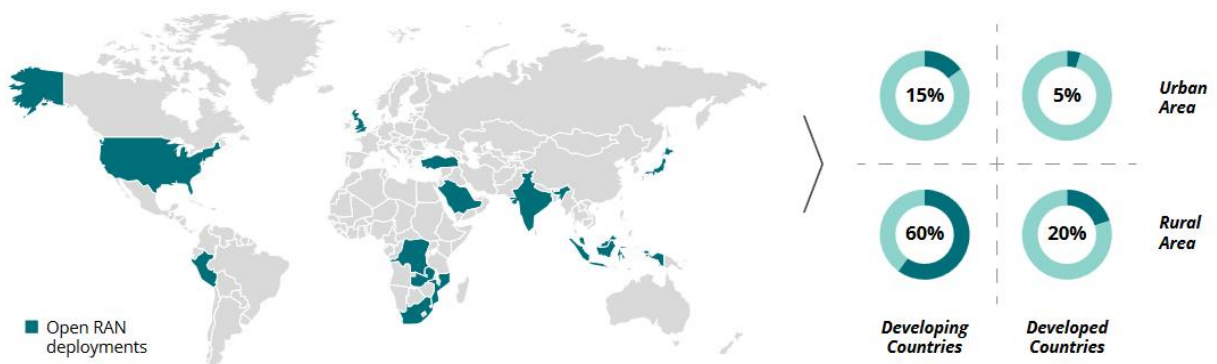 Open RAN
deployments
15%
5%
Urban
Area
60%
20%
Rural
Area
Developing
Countries
Developed
Countries